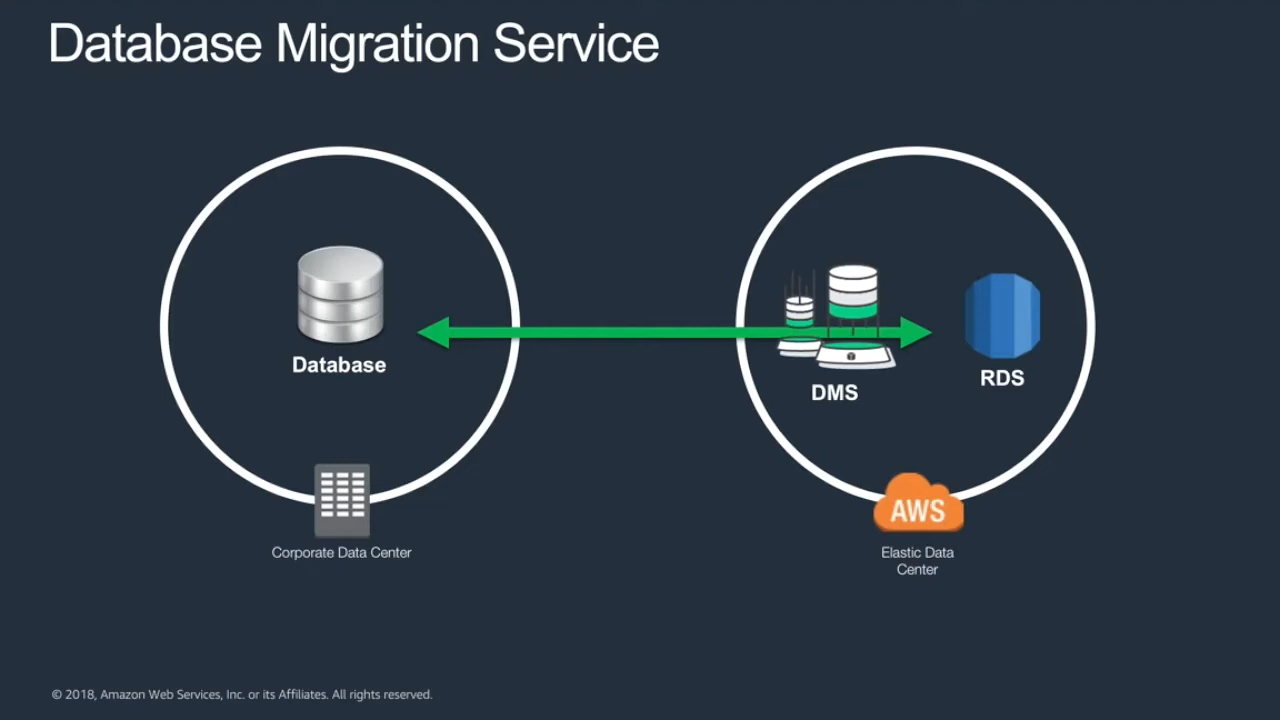 Database Migration Service
Database
DMS
RDS
AWS
Corporate Data Center
Elastic Data
Center
© 2018, Amazon Web Services, Inc. or its Affiliates. All rights reserved.